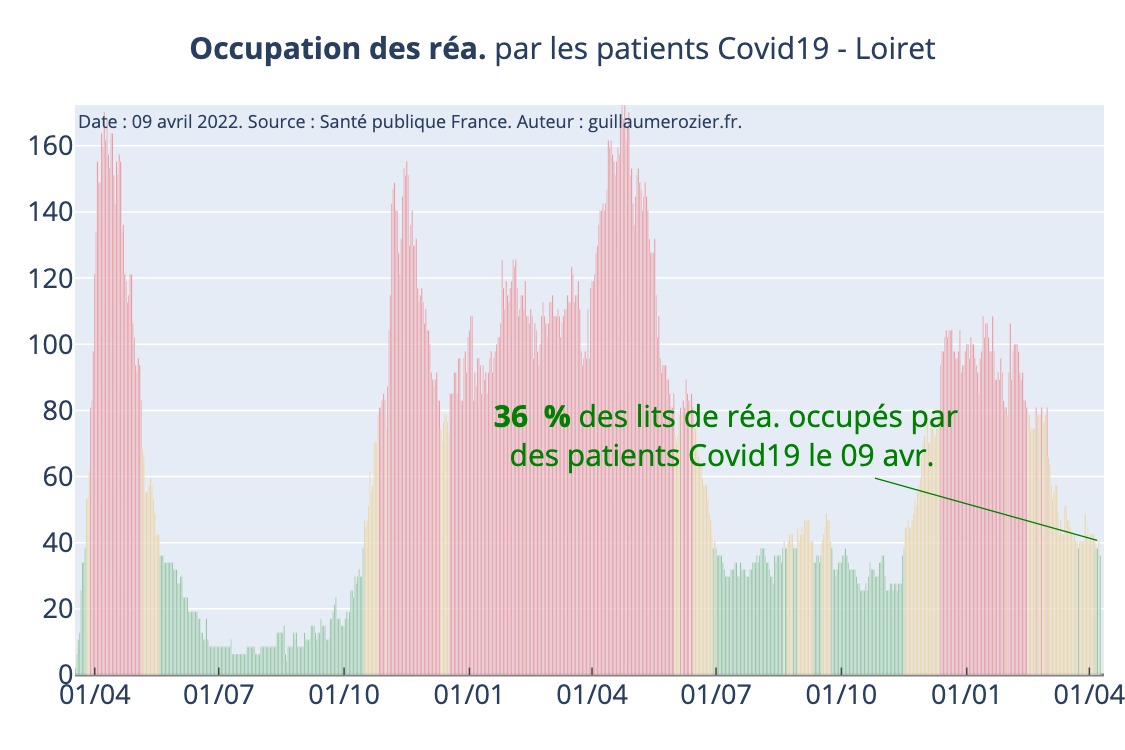 Occupation des réa. par les patients Covid19 - Loiret
Date : 09 avril 2022. Source : Santé publique France. Auteur : guillaumerozier.fr.
160
140
120
100
80
60
40
20
0
36 % des lits de réa. occupés par
des patients Covid19 le 09 avr.
01/04 01/07 01/10 01/01 01/04 01/07 01/10 01/01 01/04